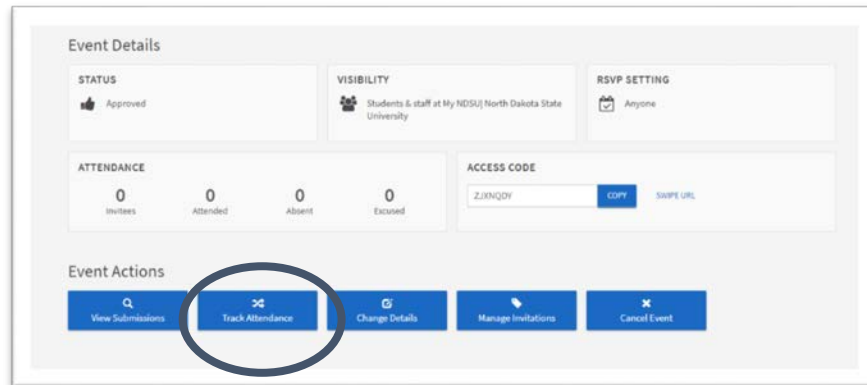 Event Details
STATUS
Approved
VISIBILITY
Students & staff at My NDSU| North Dakota State
University
RSVP SETTING
Anyone
ATTENDANCE
0 0 0 0
Invitees Attended Absent Excused
ACCESS CODE
ZJXNQDY COPY SWIPE URL
Event Actions
View Submissions Track Attendance Change Details Manage Invitations Cancel Event